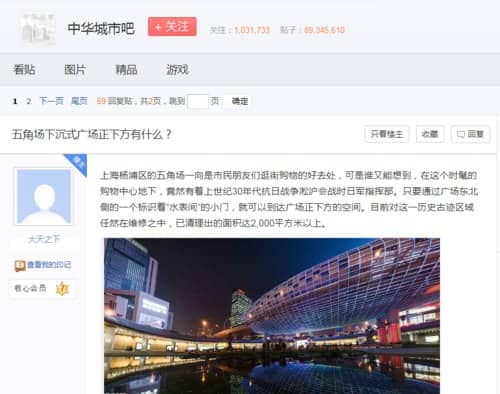 中华城市吧
+ 关注
关注：1,031,733 贴子：89,345,610
看贴 图片 精品 游戏
1 2 下一页 尾页 59回复贴，共2页，跳到 页 确定
五角场下沉式广场正下方有什么？
只看楼主 收藏 回复
楼主
上海杨浦区的五角场一向是市民朋友们逛街购物的好去处，可是谁又能想到，在这个时髦的
购物中心地下，竟然有着上世纪30年代抗日战争淞沪会战时日军指挥部。只要通过广场东北
侧的一个标识着"水表间"的小门，就可以到达广场正下方的空间。目前对这一历史古迹区域
任然在维修之中，已清理出的面积达2,000平方米以上。
大天之下
查看我的印记
核心会员 7